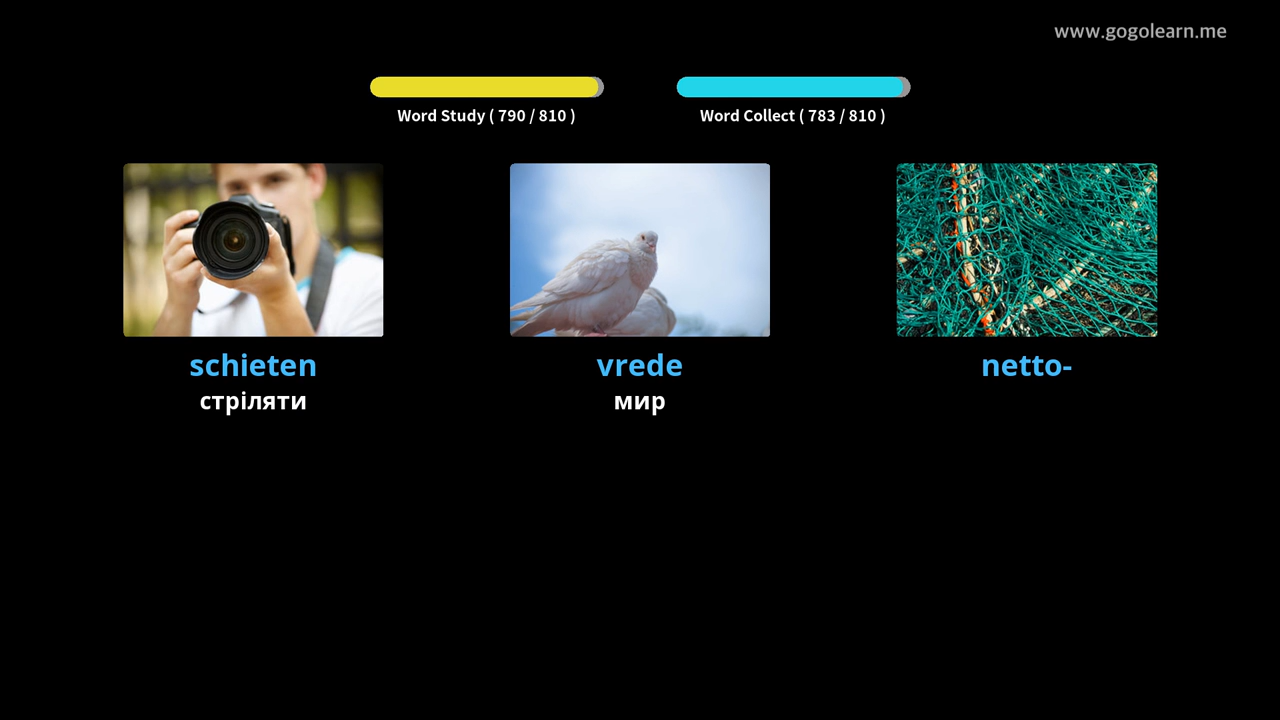 www.gogolearn.me
Word Study ( 790 / 810 )
Word Collect ( 783 / 810 )
schieten
vrede
netto-
стріляти
мир